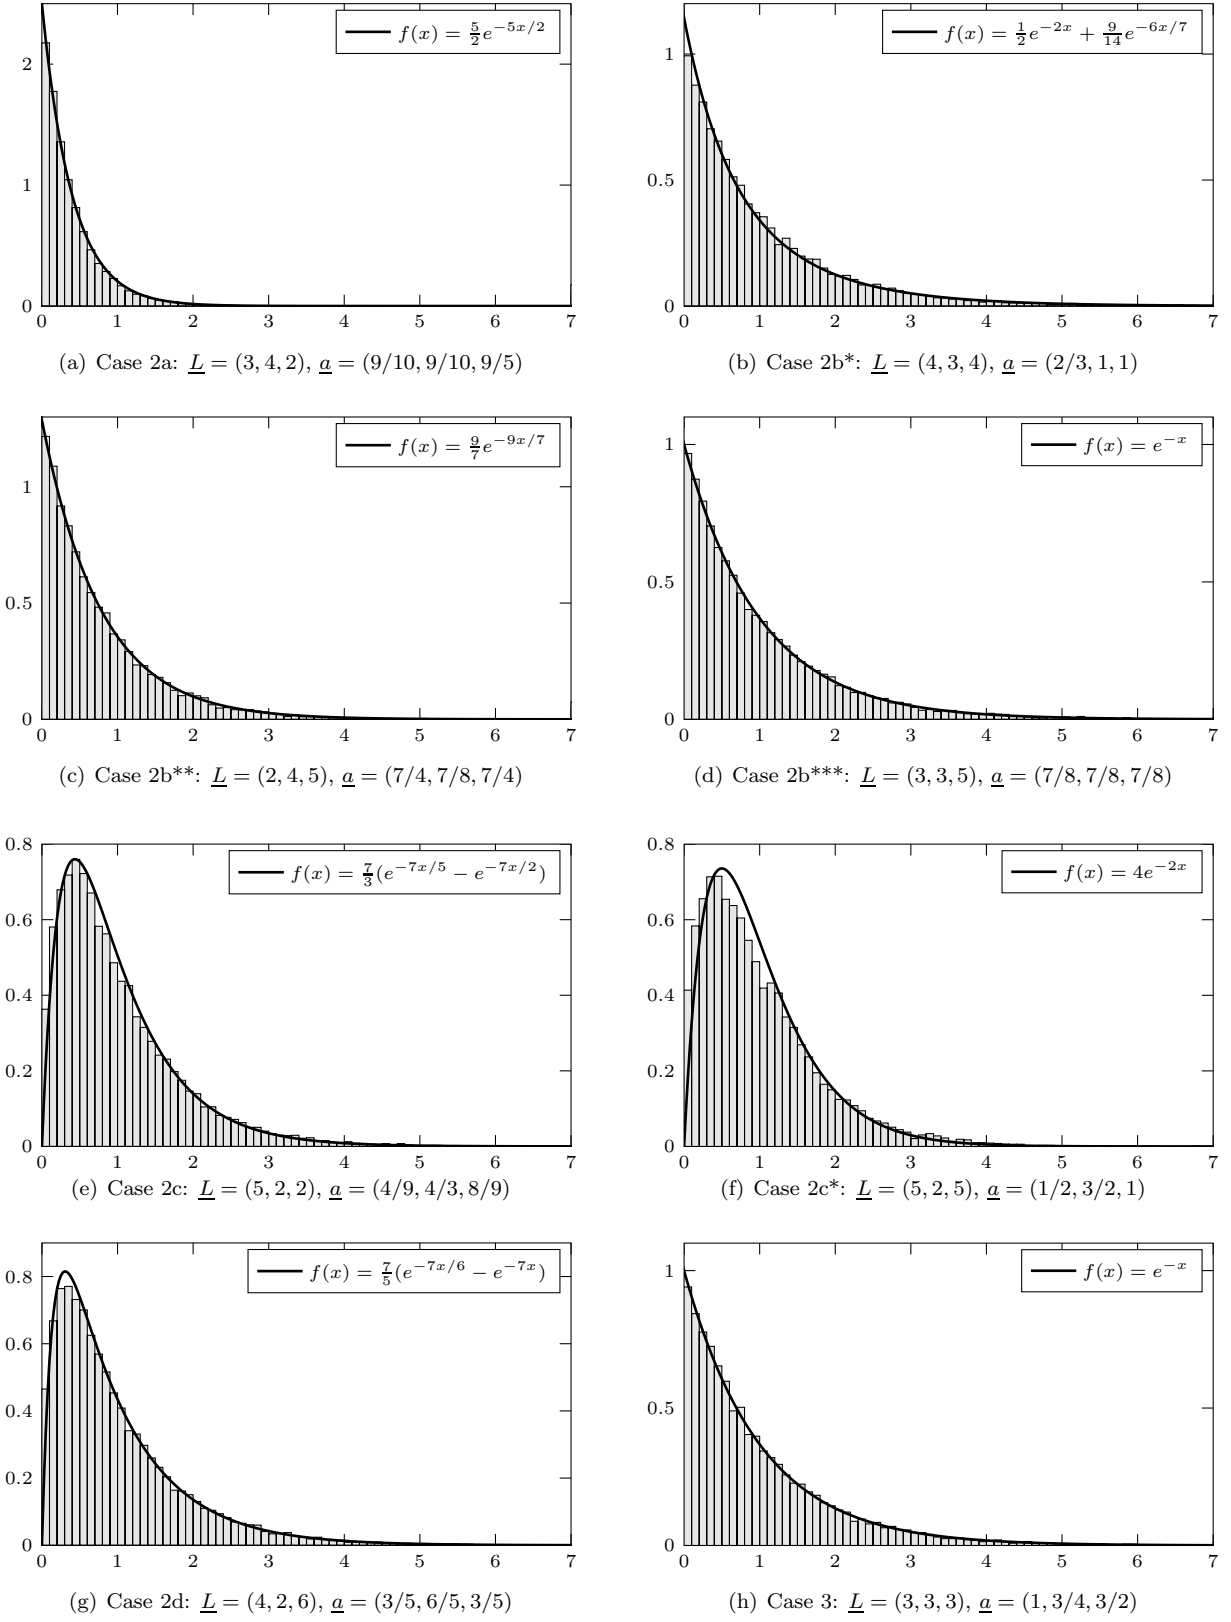 f(x) = 5/2 e^{-5x/2}
2
1
0
0 1 2 3 4 5 6 7
(a) Case 2a: L = (3, 4, 2), a = (9/10, 9/10, 9/5)
f(x) = 1/2 e^{-2x} + 9/14 e^{-6x/7}
1
0.5
0
0 1 2 3 4 5 6 7
(b) Case 2b*: L = (4, 3, 4), a = (2/3, 1, 1)
f(x) = 9/7 e^{-9x/7}
1
0.5
0
0 1 2 3 4 5 6 7
(c) Case 2b**: L = (2, 4, 5), a = (7/4, 7/8, 7/4)
f(x) = e^{-x}
1
0.5
0
0 1 2 3 4 5 6 7
(d) Case 2b***: L = (3, 3, 5), a = (7/8, 7/8, 7/8)
f(x) = 7/3 (e^{-7x/5} − e^{-7x/2})
0.8
0.6
0.4
0.2
0
0 1 2 3 4 5 6 7
(e) Case 2c: L = (5, 2, 2), a = (4/9, 4/3, 8/9)
f(x) = 4e^{-2x}
0.8
0.6
0.4
0.2
0
0 1 2 3 4 5 6 7
(f) Case 2c*: L = (5, 2, 5), a = (1/2, 3/2, 1)
f(x) = 7/5 (e^{-7x/6} − e^{-7x})
0.8
0.6
0.4
0.2
0
0 1 2 3 4 5 6 7
(g) Case 2d: L = (4, 2, 6), a = (3/5, 6/5, 3/5)
f(x) = e^{-x}
1
0.5
0
0 1 2 3 4 5 6 7
(h) Case 3: L = (3, 3, 3), a = (1, 3/4, 3/2)